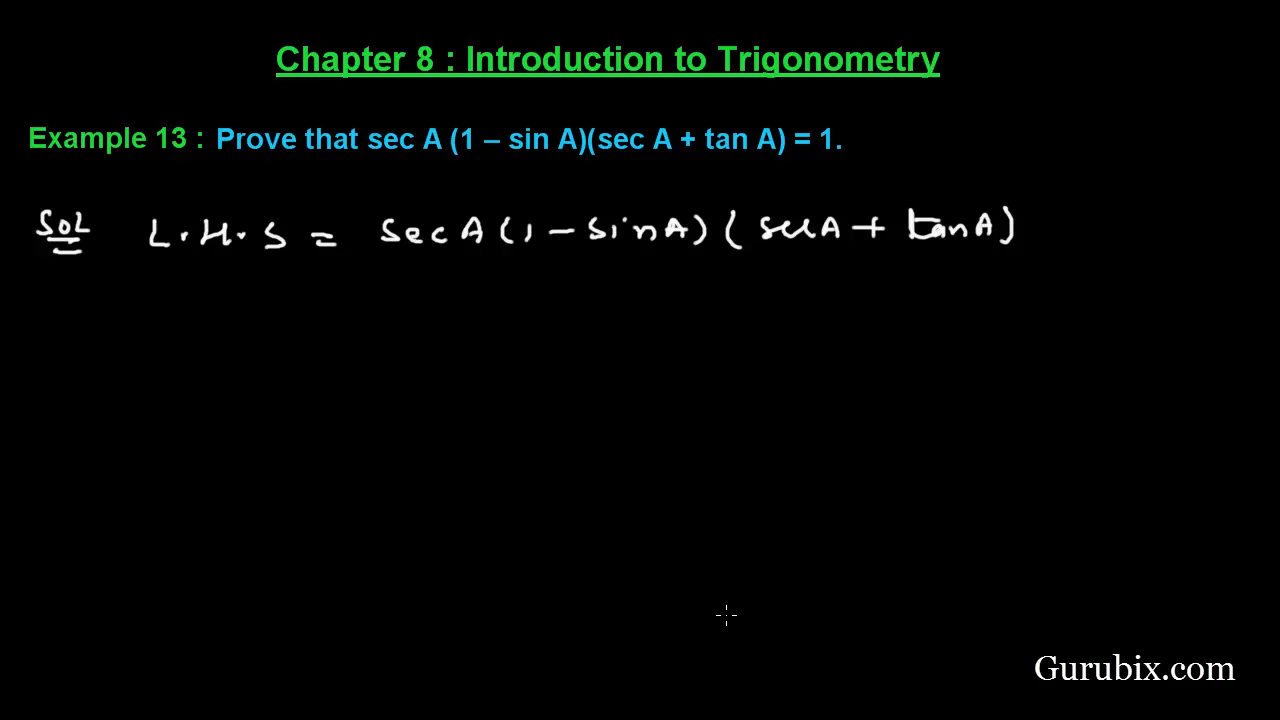 Chapter 8 : Introduction to Trigonometry
Example 13 : Prove that sec A (1 – sin A)(sec A + tan A) = 1.
Sol L.H.S = sec A (1 – sin A) (sec A + tan A)
Gurubix.com